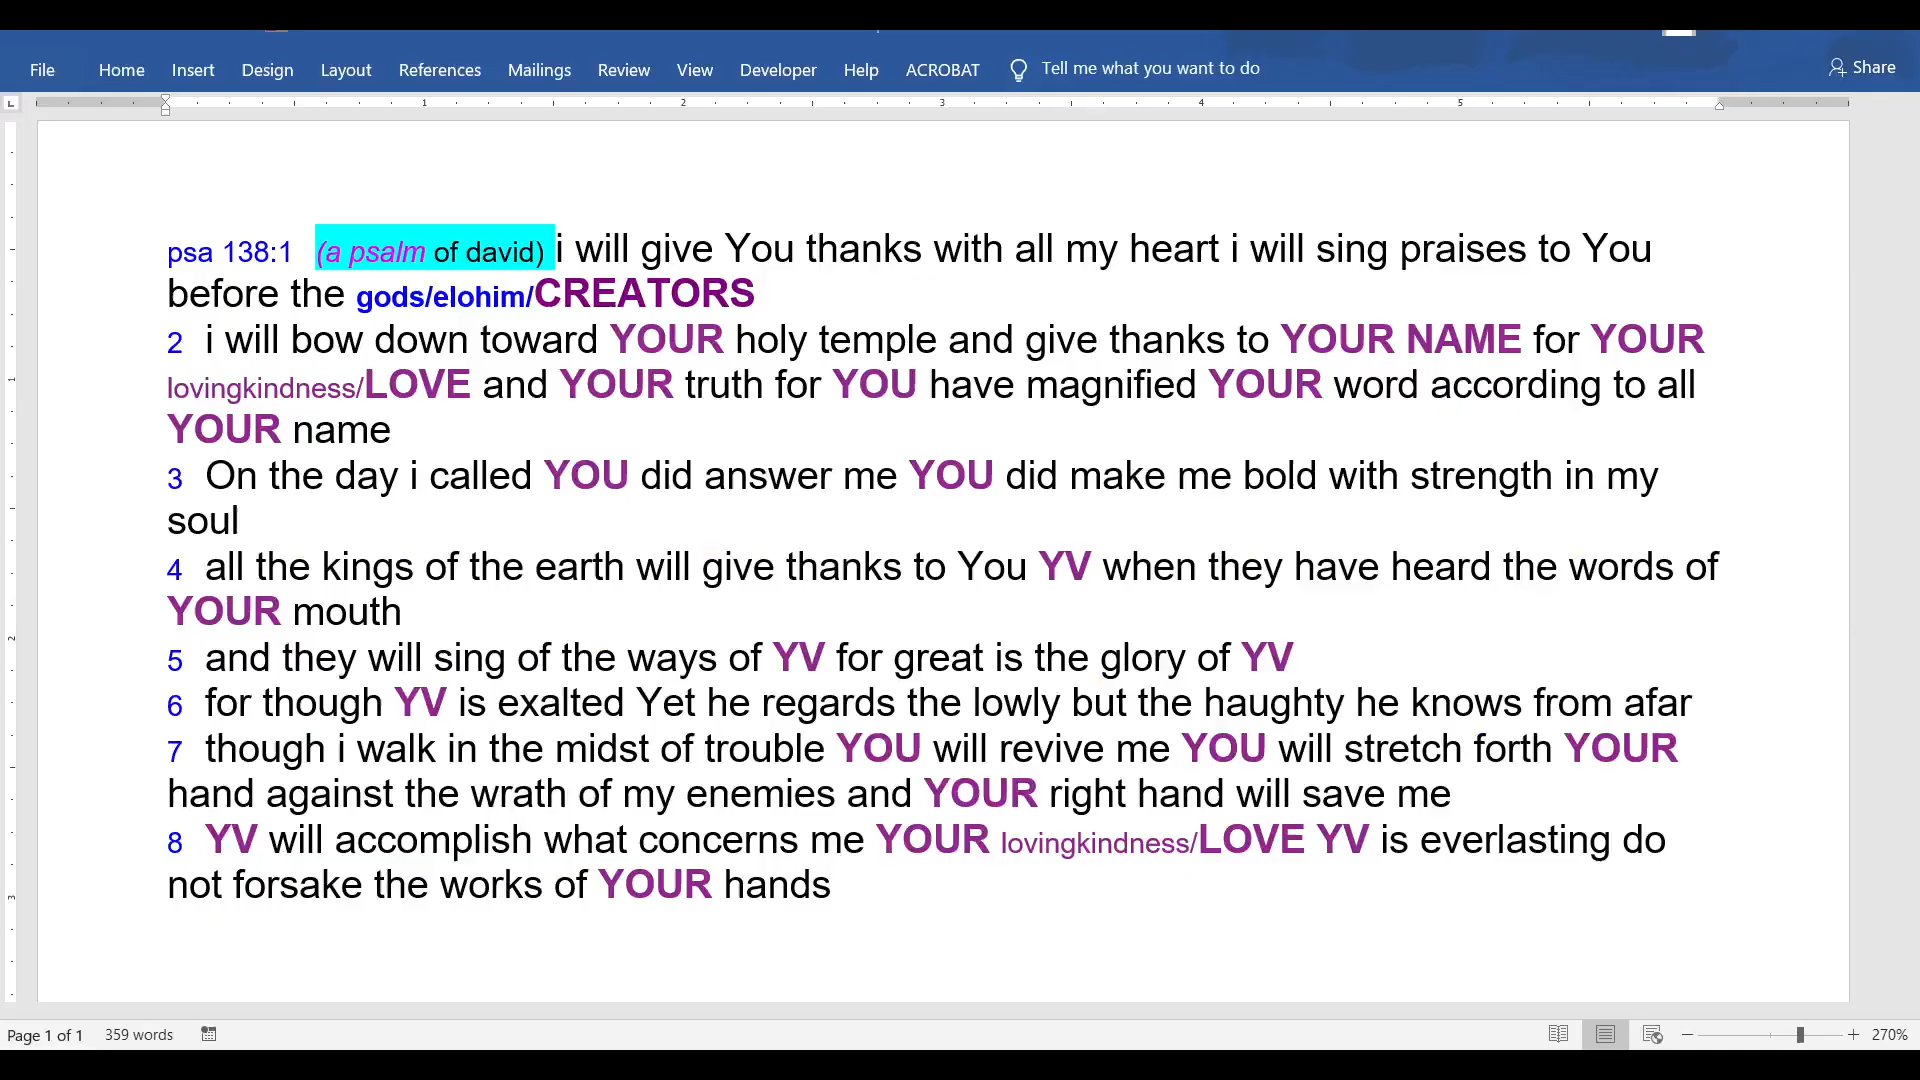 File Home Insert Design Layout References Mailings Review View Developer Help ACROBAT Tell me what you want to do Share
1 2 3 4 5
psa 138:1 (a psalm of david) i will give You thanks with all my heart i will sing praises to You
before the gods/elohim/CREATORS
2 i will bow down toward YOUR holy temple and give thanks to YOUR NAME for YOUR
lovingkindness/LOVE and YOUR truth for YOU have magnified YOUR word according to all
YOUR name
3 On the day i called YOU did answer me YOU did make me bold with strength in my
soul
4 all the kings of the earth will give thanks to You YV when they have heard the words of
YOUR mouth
5 and they will sing of the ways of YV for great is the glory of YV
6 for though YV is exalted Yet he regards the lowly but the haughty he knows from afar
7 though i walk in the midst of trouble YOU will revive me YOU will stretch forth YOUR
hand against the wrath of my enemies and YOUR right hand will save me
8 YV will accomplish what concerns me YOUR lovingkindness/LOVE YV is everlasting do
not forsake the works of YOUR hands
1
2
3
Page 1 of 1 359 words 270%